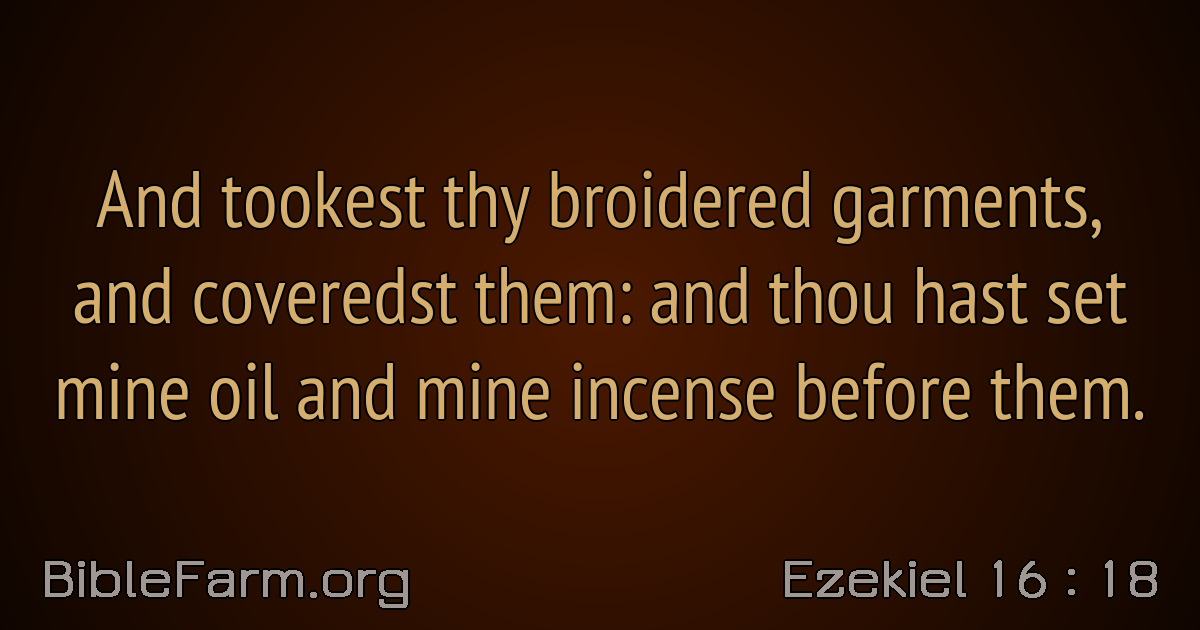 And tookest thy broidered garments,
and coveredst them: and thou hast set
mine oil and mine incense before them.
BibleFarm.org
Ezekiel 16 : 18